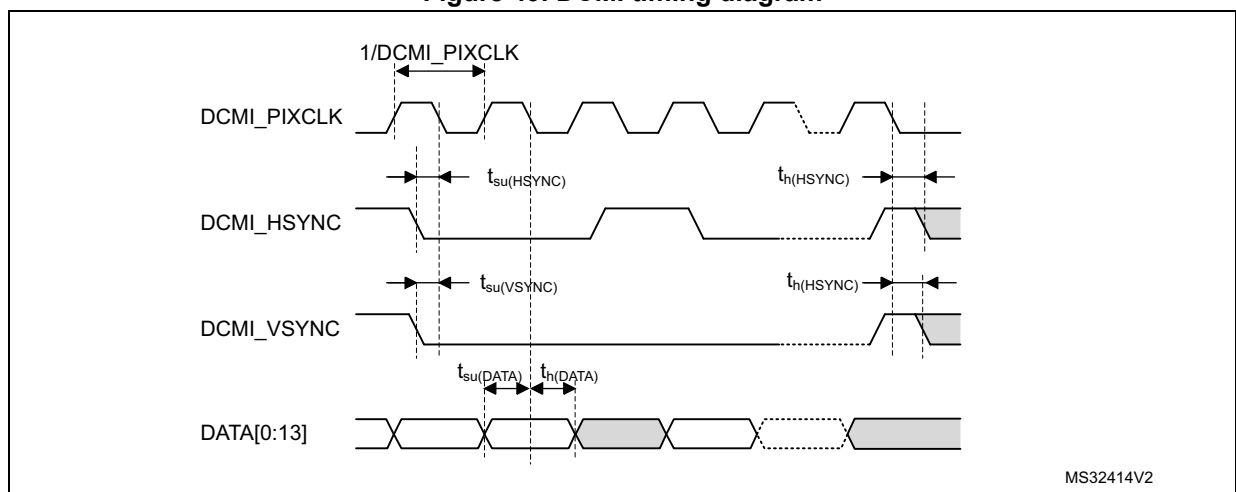 Figure 46. DCMI timing diagram
1/DCMI_PIXCLK
DCMI_PIXCLK
tsu(HSYNC)
th(HSYNC)
DCMI_HSYNC
tsu(VSYNC)
th(HSYNC)
DCMI_VSYNC
tsu(DATA) th(DATA)
DATA[0:13]
MS32414V2